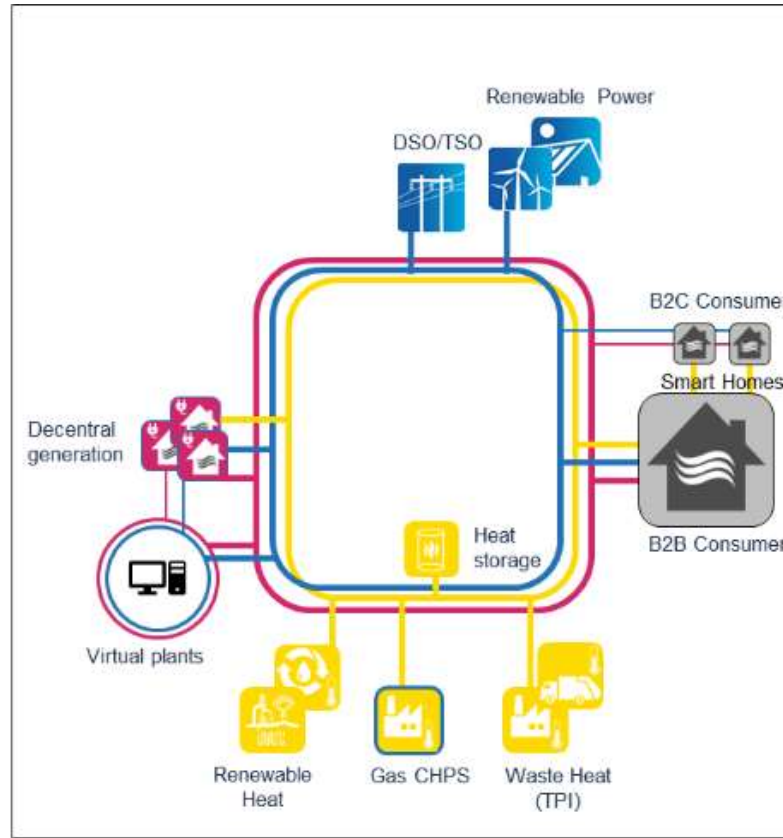 Renewable Power
DSO/TSO
B2C Consume
Smart Homes
Decentral
generation
B2B Consumer
Heat
storage
Virtual plants
Renewable
Heat
Gas CHPS
Waste Heat
(TPI)